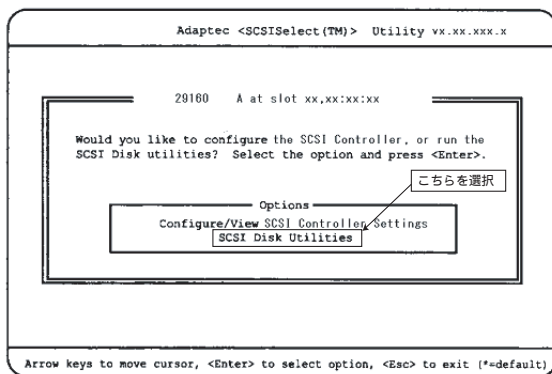 Adaptec <SCSISelect(TM)> Utility vx.xx.xxx.x
29160 A at slot xx,xx:xx:xx
Would you like to configure the SCSI Controller, or run the
SCSI Disk utilities? Select the option and press <Enter>.
こちらを選択
Options
Configure/View SCSI Controller Settings
SCSI Disk Utilities
Arrow keys to move cursor, <Enter> to select option, <Esc> to exit (*=default)